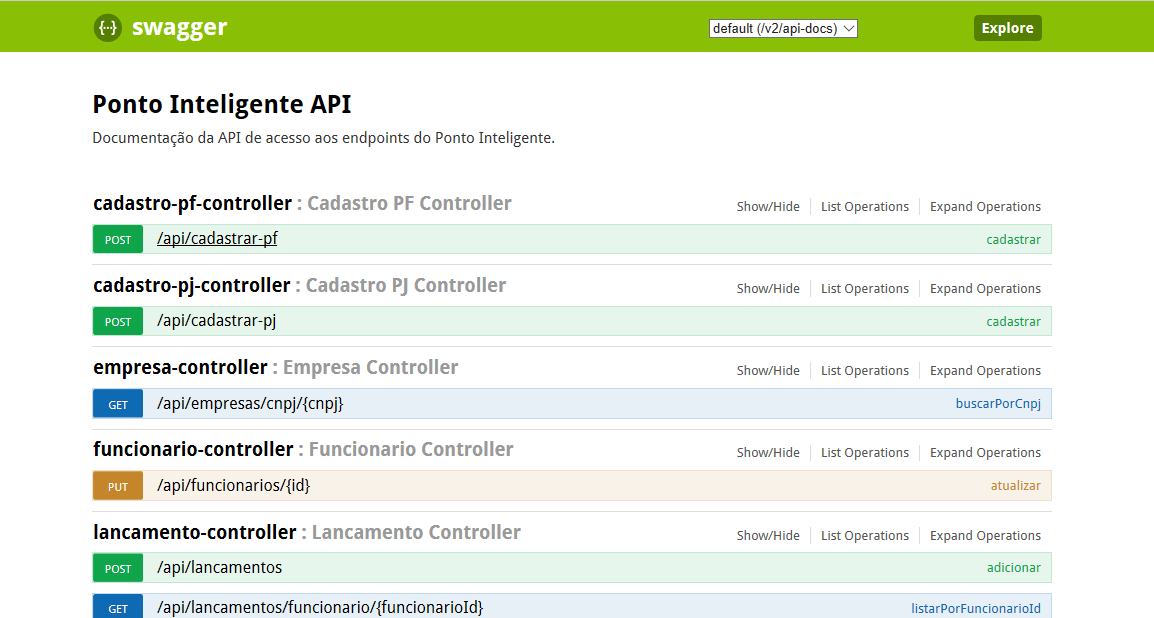 {··} swagger default (/v2/api-docs) Explore
Ponto Inteligente API
Documentação da API de acesso aos endpoints do Ponto Inteligente.
cadastro-pf-controller : Cadastro PF Controller Show/Hide List Operations Expand Operations
POST /api/cadastrar-pf cadastrar
cadastro-pj-controller : Cadastro PJ Controller Show/Hide List Operations Expand Operations
POST /api/cadastrar-pj cadastrar
empresa-controller : Empresa Controller Show/Hide List Operations Expand Operations
GET /api/empresas/cnpj/{cnpj} buscarPorCnpj
funcionario-controller : Funcionario Controller Show/Hide List Operations Expand Operations
PUT /api/funcionarios/{id} atualizar
lancamento-controller : Lancamento Controller Show/Hide List Operations Expand Operations
POST /api/lancamentos adicionar
GET /api/lancamentos/funcionario/{funcionarioId} listarPorFuncionarioId